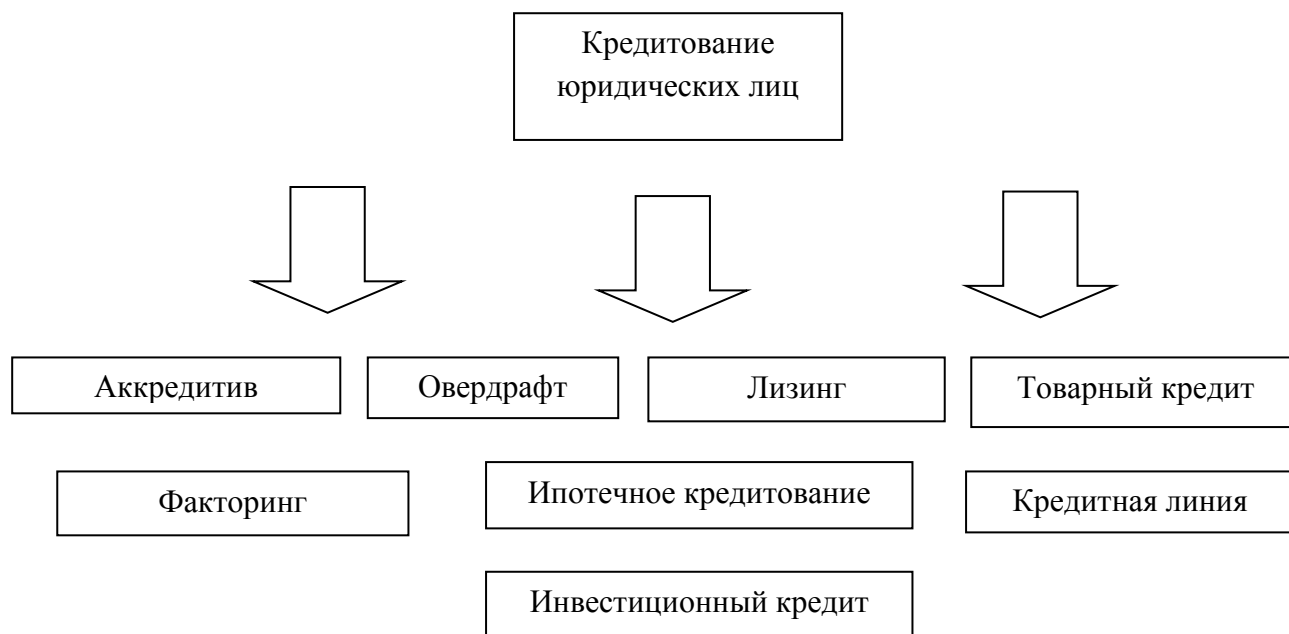 Кредитование
юридических лиц
Аккредитив
Овердрафт
Лизинг
Товарный кредит
Факторинг
Ипотечное кредитование
Кредитная линия
Инвестиционный кредит